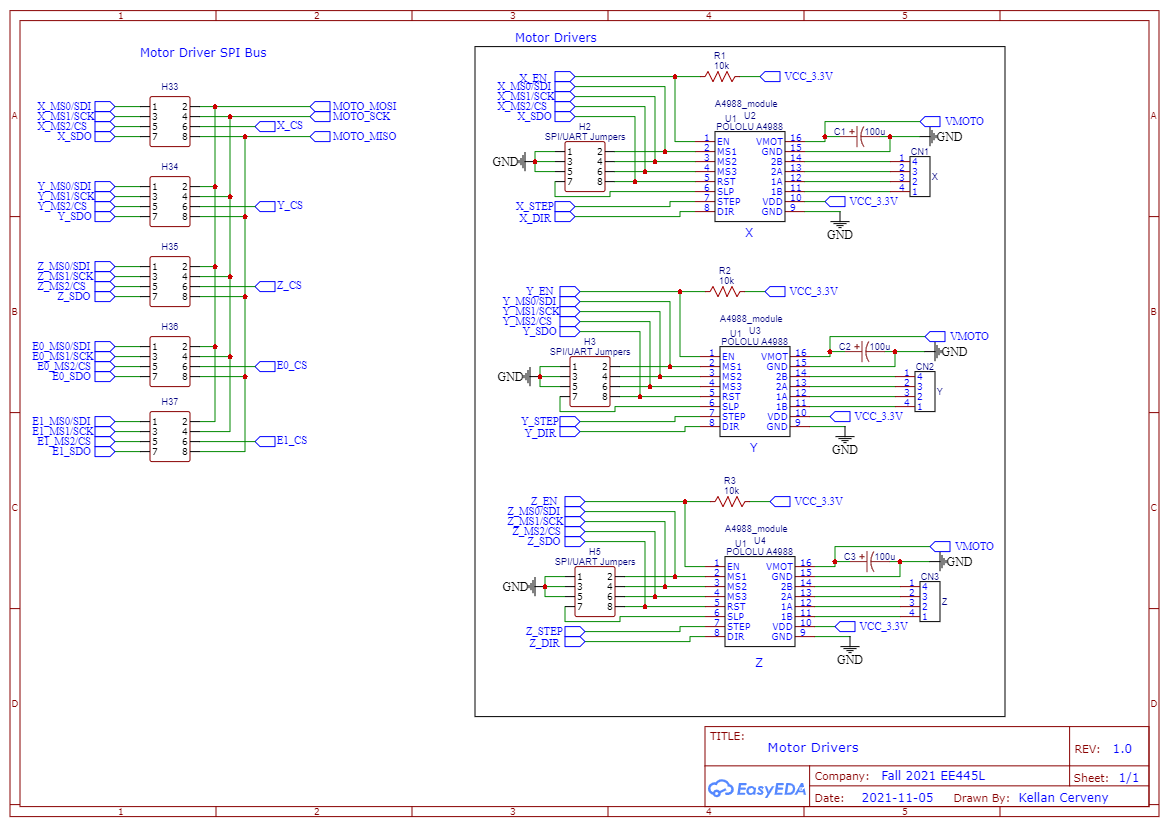 1 2 3 4 5
A B C D
Motor Driver SPI Bus
H33
X_MS0/SDI 1 2 MOTO_MOSI
X_MS1/SCK 3 4 MOTO_SCK
X_MS2/CS 5 6 X_CS
X_SDO 7 8 MOTO_MISO
H34
Y_MS0/SDI 1 2
Y_MS1/SCK 3 4
Y_MS2/CS 5 6 Y_CS
Y_SDO 7 8
H35
Z_MS0/SDI 1 2
Z_MS1/SCK 3 4
Z_MS2/CS 5 6 Z_CS
Z_SDO 7 8
H36
E0_MS0/SDI 1 2
E0_MS1/SCK 3 4
E0_MS2/CS 5 6 E0_CS
E0_SDO 7 8
H37
E1_MS0/SDI 1 2
E1_MS1/SCK 3 4
E1_MS2/CS 5 6 E1_CS
E1_SDO 7 8
Motor Drivers
R1
10k
VCC_3.3V
X_EN
X_MS0/SDI
X_MS1/SCK
X_MS2/CS
X_SDO
H2
SPI/UART Jumpers
GND
1 2
3 4
5 6
7 8
X_STEP
X_DIR
A4988_module
U1 U2
POLOLU A4988
1 EN VMOT 16
2 MS1 GND 15
3 MS2 2B 14
4 MS3 2A 13
5 RST 1A 12
6 SLP 1B 11
7 STEP VDD 10
8 DIR GND 9
X
C1 + 100u
VMOTO
GND
CN1
1 4
2 3
3 2
4 1
X
VCC_3.3V
GND
R2
10k
VCC_3.3V
Y_EN
Y_MS0/SDI
Y_MS1/SCK
Y_MS2/CS
Y_SDO
H3
SPI/UART Jumpers
GND
1 2
3 4
5 6
7 8
Y_STEP
Y_DIR
A4988_module
U1 U3
POLOLU A4988
1 EN VMOT 16
2 MS1 GND 15
3 MS2 2B 14
4 MS3 2A 13
5 RST 1A 12
6 SLP 1B 11
7 STEP VDD 10
8 DIR GND 9
Y
C2 + 100u
VMOTO
GND
CN2
1 4
2 3
3 2
4 1
Y
VCC_3.3V
GND
R3
10k
VCC_3.3V
Z_EN
Z_MS0/SDI
Z_MS1/SCK
Z_MS2/CS
Z_SDO
H5
SPI/UART Jumpers
GND
1 2
3 4
5 6
7 8
Z_STEP
Z_DIR
A4988_module
U1 U4
POLOLU A4988
1 EN VMOT 16
2 MS1 GND 15
3 MS2 2B 14
4 MS3 2A 13
5 RST 1A 12
6 SLP 1B 11
7 STEP VDD 10
8 DIR GND 9
Z
C3 + 100u
VMOTO
GND
CN3
1 4
2 3
3 2
4 1
Z
VCC_3.3V
GND
TITLE:
Motor Drivers
REV: 1.0
EasyEDA
Company: Fall 2021 EE445L
Sheet: 1/1
Date: 2021-11-05 Drawn By: Kellan Cerveny
A B C D
1 2 3 4 5